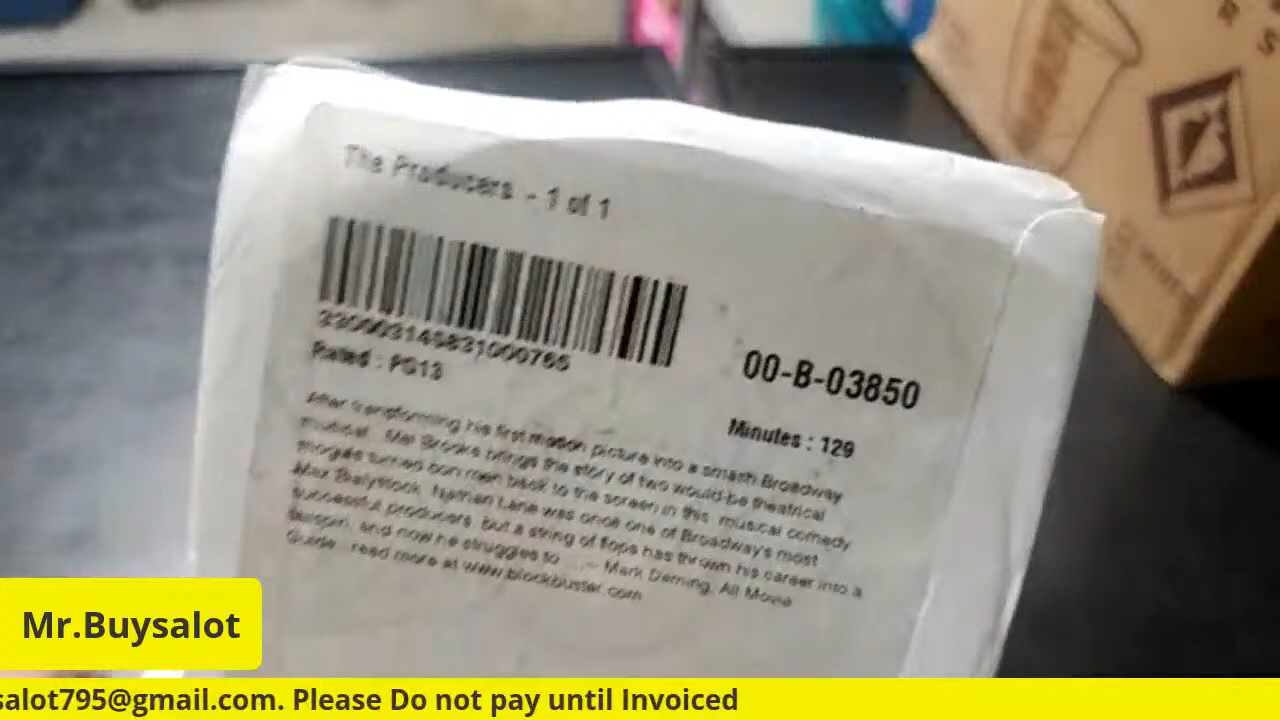 The Producers - 1 of 1
Rated : PG13
00-B-03850
Minutes : 129
After transforming his first motion picture into a smash Broadway
musical, Mel Brooks brings the story of two would-be theatrical
moguls turned con men back to the screen in this musical comedy
Max Bialystock, Nathan Lane was once one of Broadway's most
successful producers, but a string of flops has thrown his career into a
tailspin, and now he struggles to ... -- Mark Deming, All Movie
Guide...read more at www.blockbuster.com
Mr.Buysalot
salot795@gmail.com. Please Do not pay until Invoiced